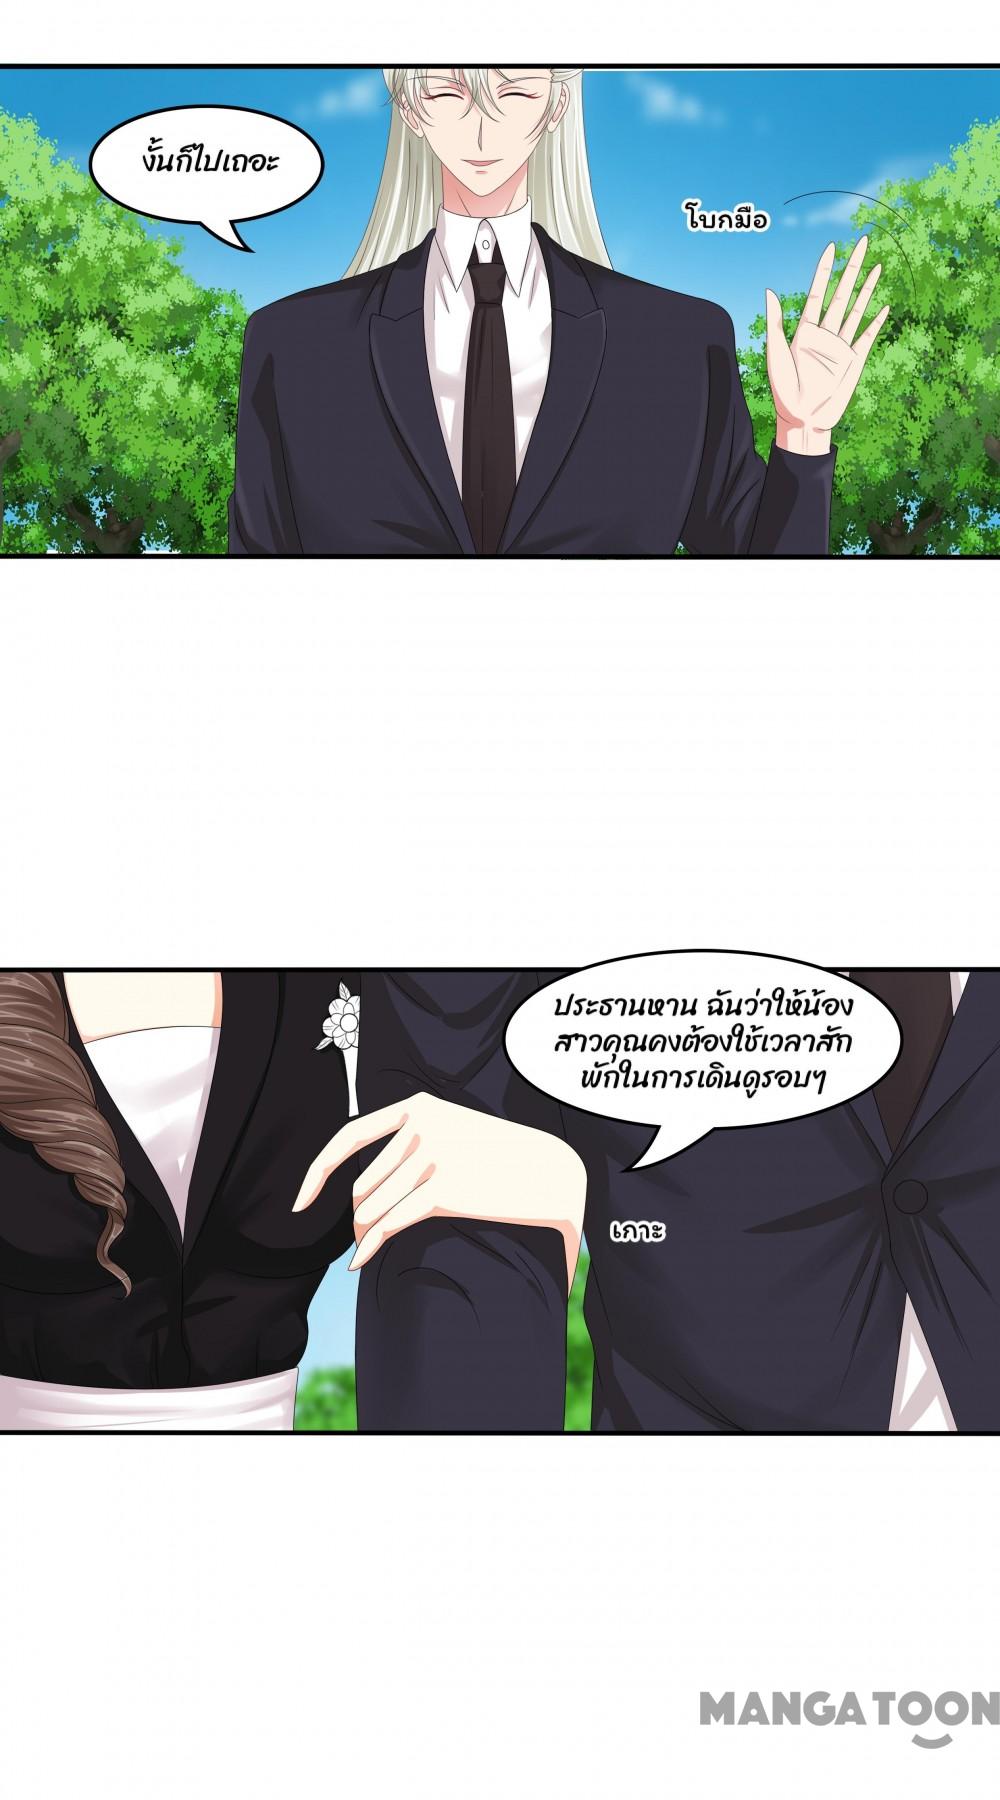 งั้นก็ไปเถอะ
โบกมือ
ประธานหาน ฉันว่าให้น้อง
สาวคุณคงต้องใช้เวลาสัก
พักในการเดินดูรอบๆ
เกาะ
MANGATOON